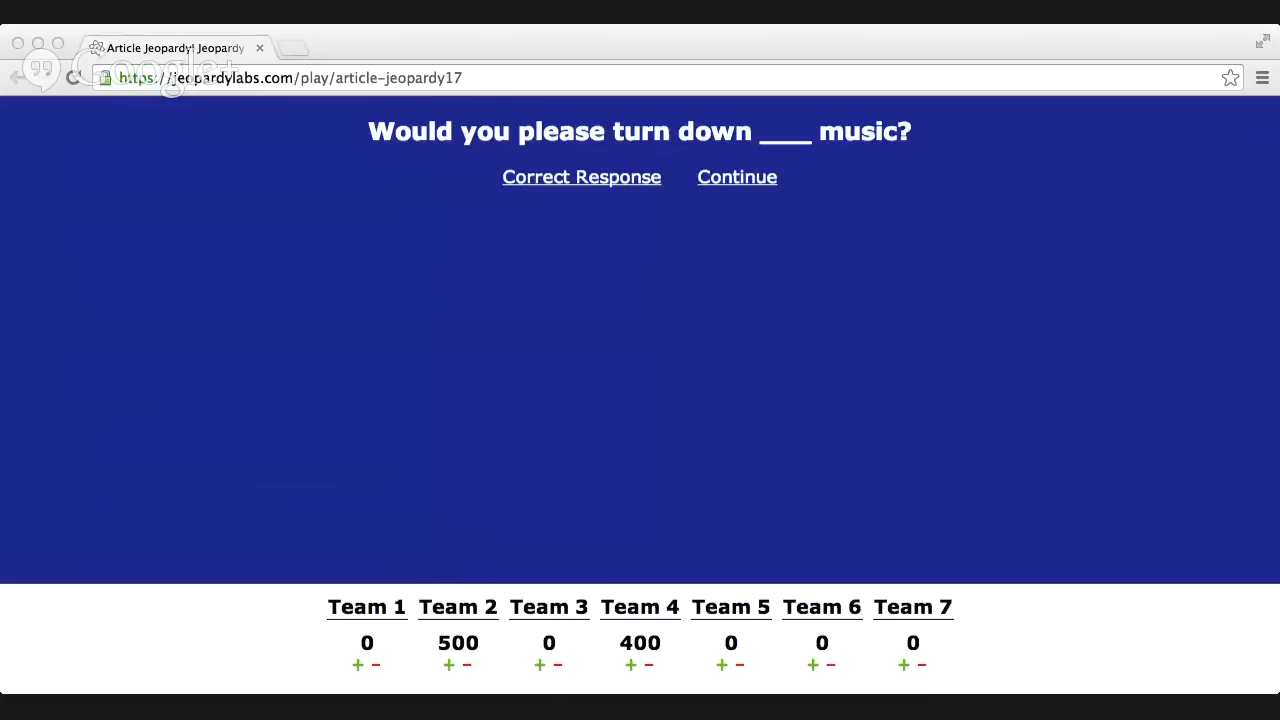 Article Jeopardy! Jeopardy
Google+
https://jeopardylabs.com/play/article-jeopardy17
Would you please turn down ____ music?
Correct Response Continue
Team 1 Team 2 Team 3 Team 4 Team 5 Team 6 Team 7
0 500 0 400 0 0 0
+ - + - + - + - + - + - + -